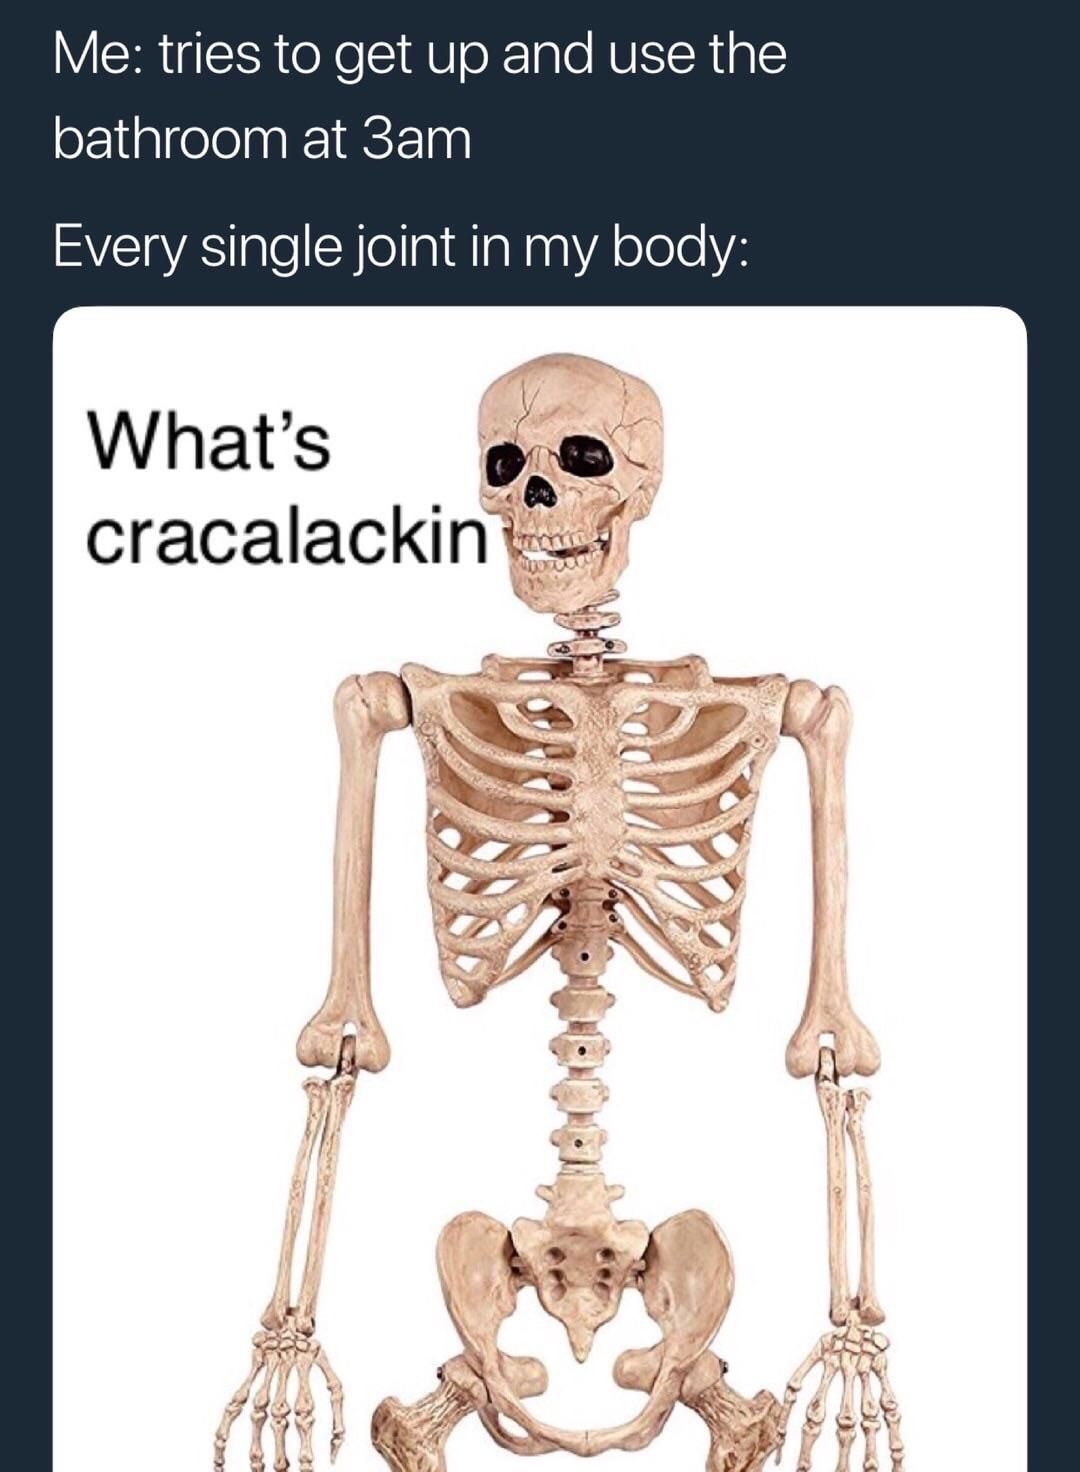 Me: tries to get up and use the
bathroom at 3am
Every single joint in my body:
What’s
cracalackin